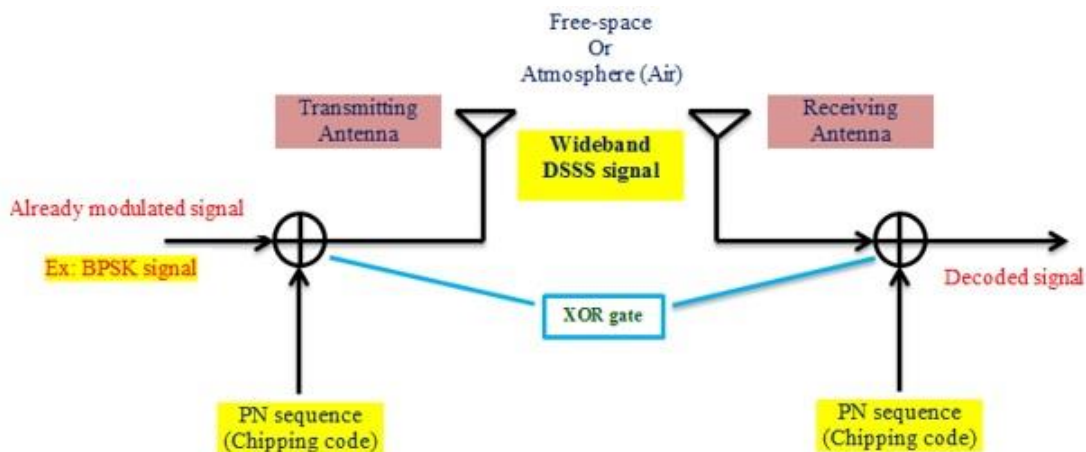 Free-space
Or
Atmosphere (Air)
Transmitting
Antenna
Wideband
DSSS signal
Receiving
Antenna
Already modulated signal
Ex: BPSK signal
Decoded signal
XOR gate
PN sequence
(Chipping code)
PN sequence
(Chipping code)